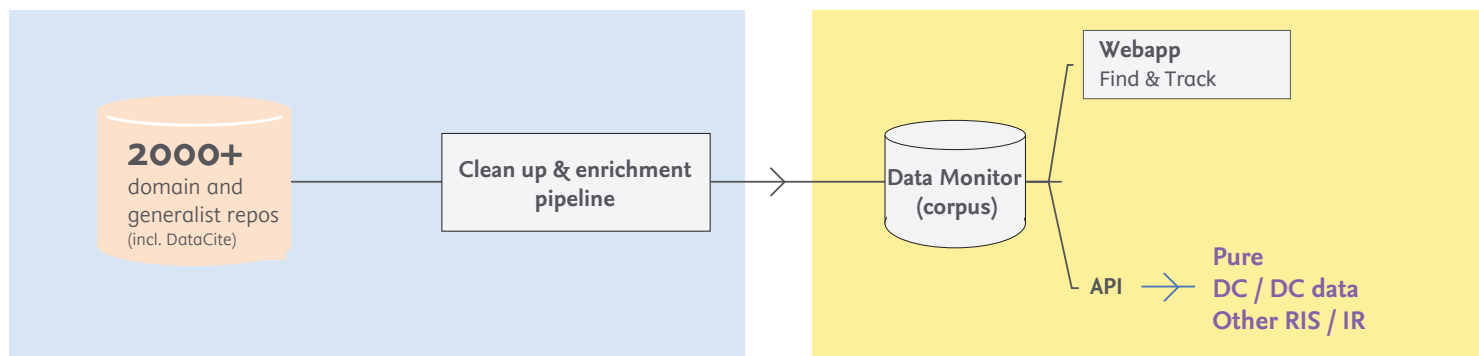 2000+
domain and
generalist repos
(incl. DataCite)
Clean up & enrichment
pipeline
Data Monitor
(corpus)
Webapp
Find & Track
API
Pure
DC / DC data
Other RIS / IR